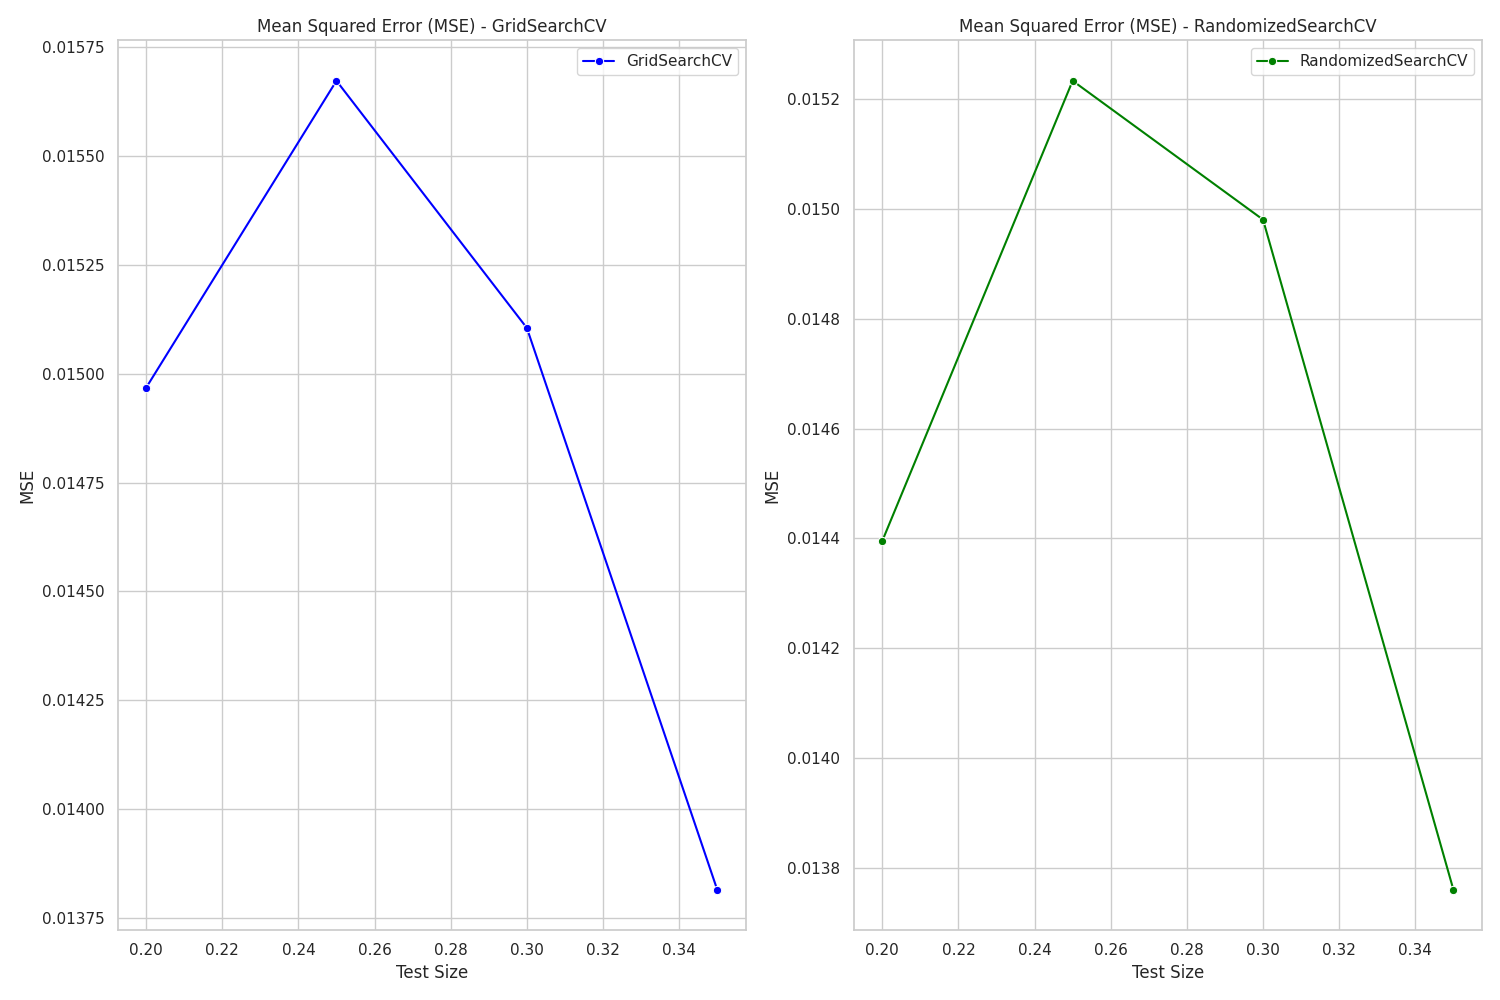 Mean Squared Error (MSE) - GridSearchCV
GridSearchCV
0.01575
0.01550
0.01525
0.01500
0.01475
0.01450
0.01425
0.01400
0.01375
MSE
0.20 0.22 0.24 0.26 0.28 0.30 0.32 0.34
Test Size
Mean Squared Error (MSE) - RandomizedSearchCV
RandomizedSearchCV
0.0152
0.0150
0.0148
0.0146
0.0144
0.0142
0.0140
0.0138
MSE
0.20 0.22 0.24 0.26 0.28 0.30 0.32 0.34
Test Size